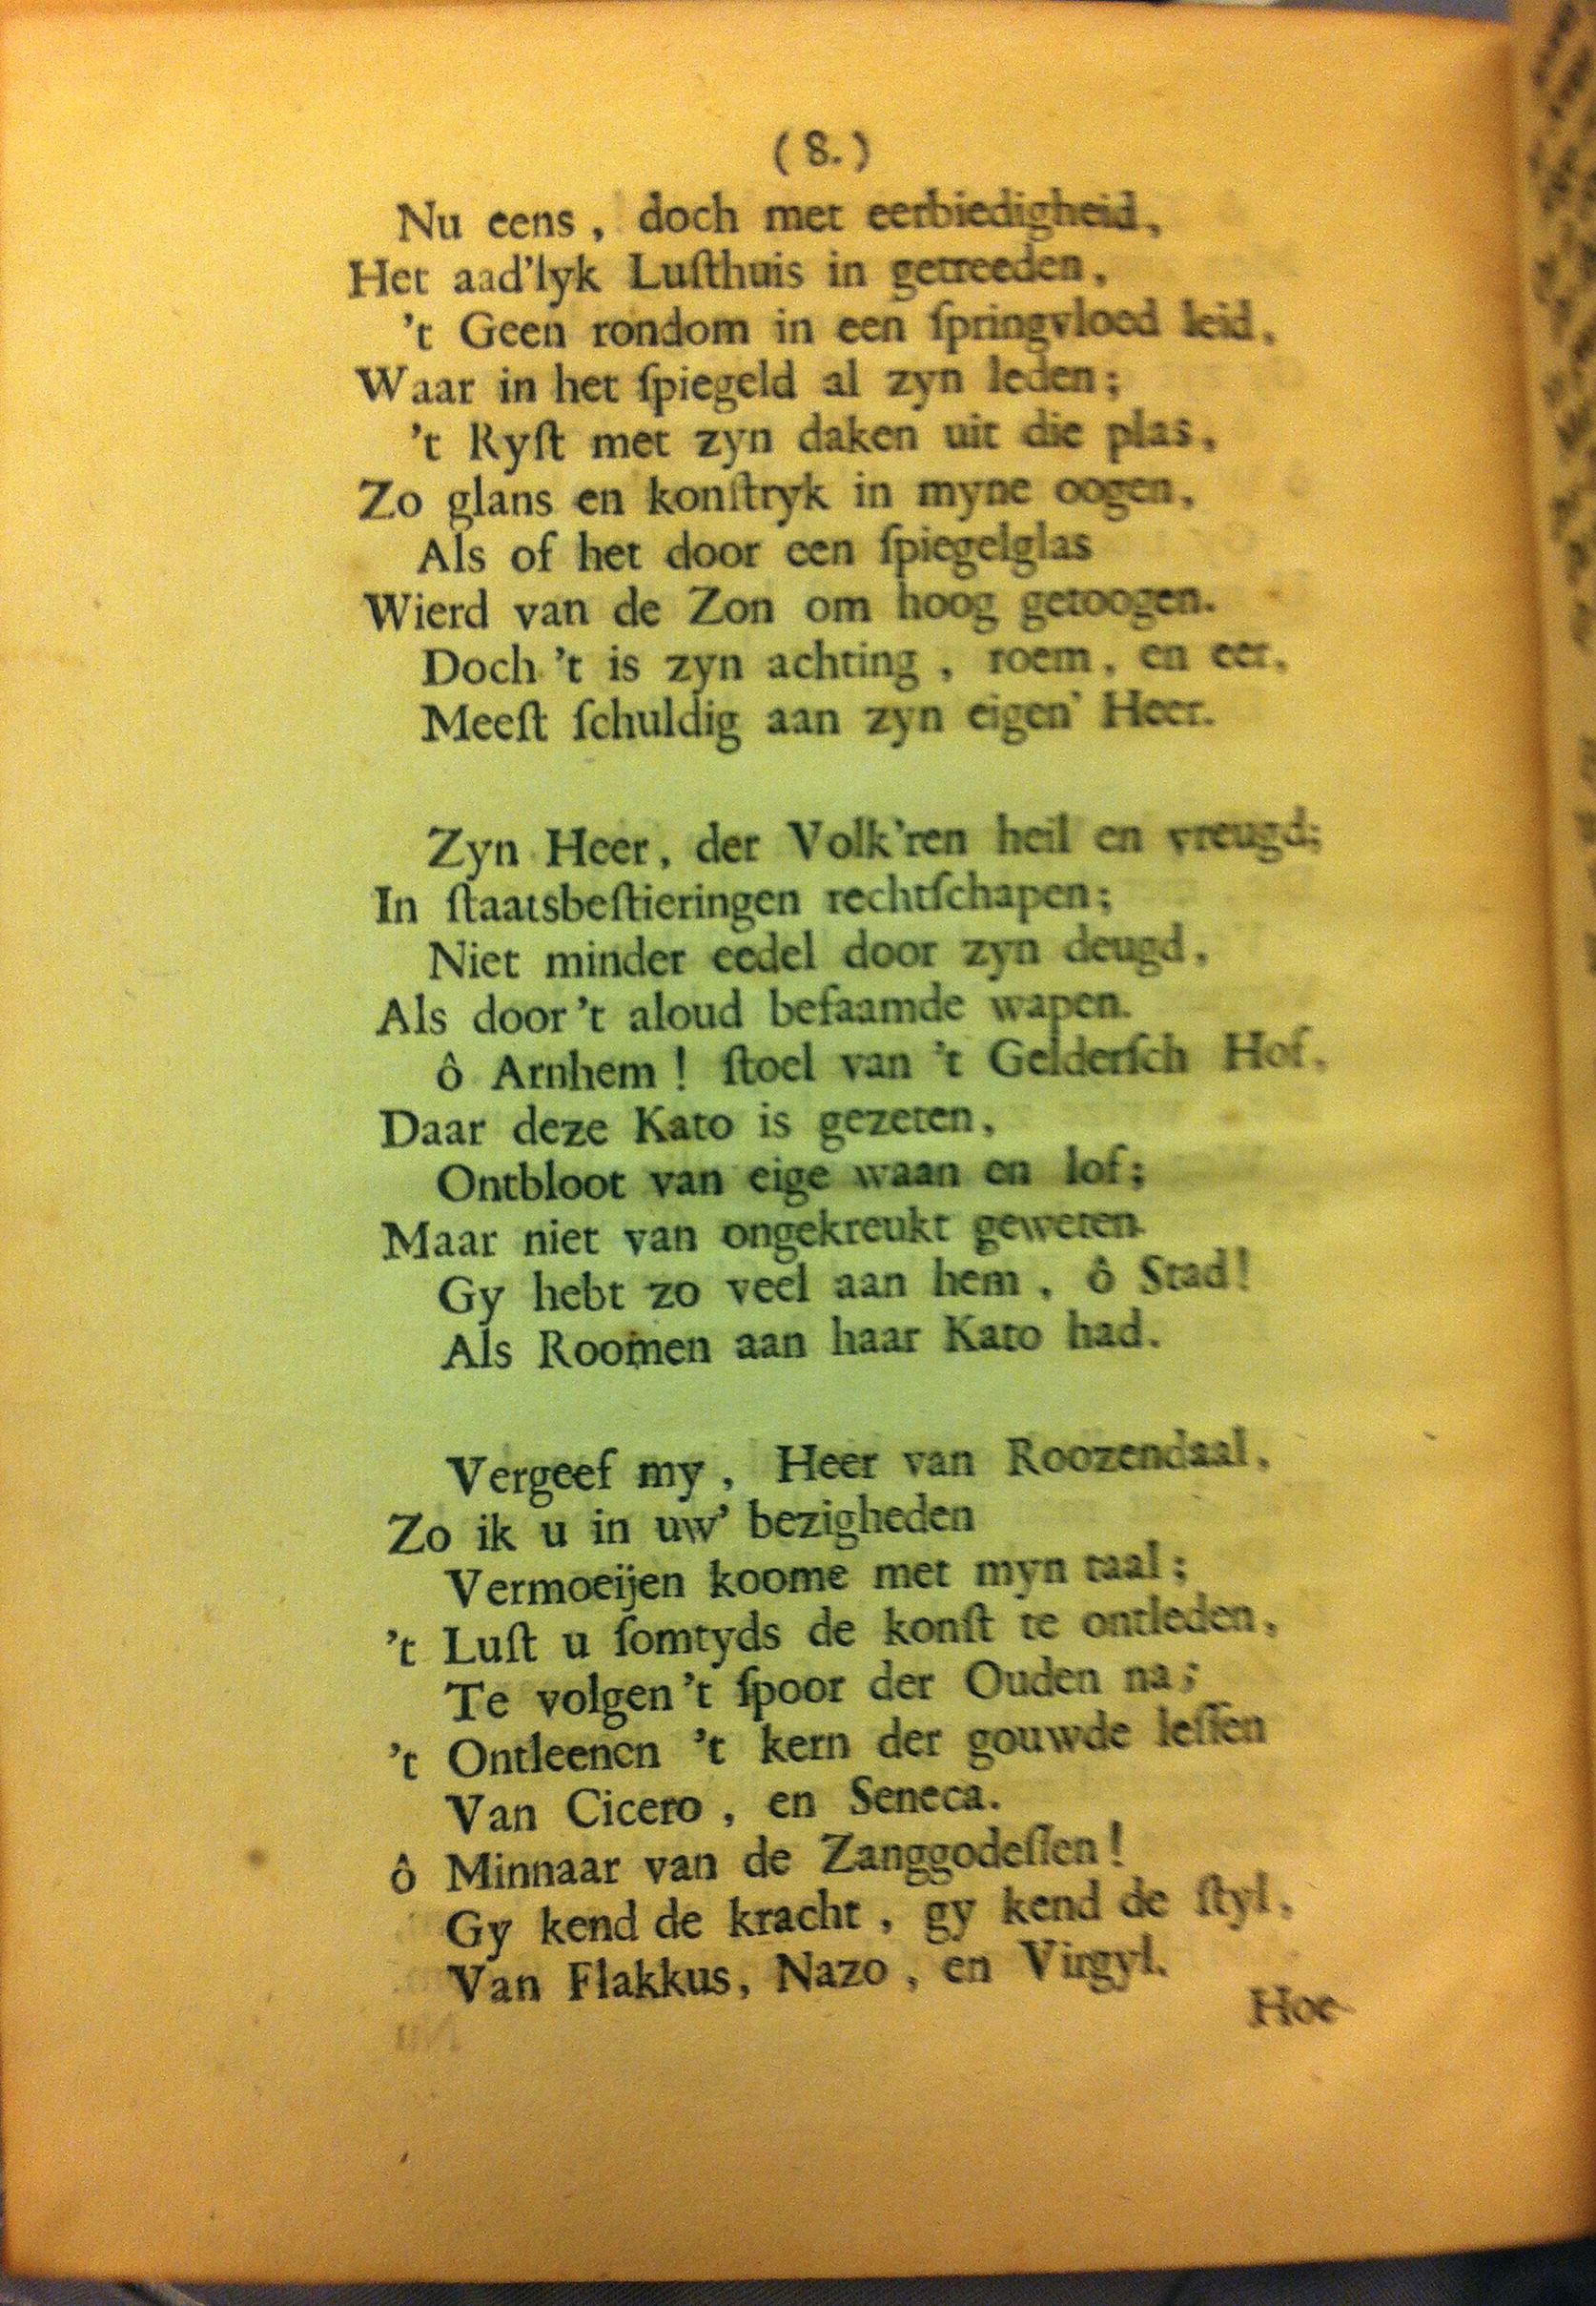 (8.)
Nu eens, doch met eerbiedigheid,
Het aad'lyk Luſthuis in getreeden,
't Geen rondom in een ſpringvloed leid,
Waar in het ſpiegeld al zyn leden;
't Ryſt met zyn daken uit die plas,
Zo glans en konſtryk in myne oogen,
Als of het door een ſpiegelglas
Wierd van de Zon om hoog getoogen.
Doch 't is zyn achting, roem, en eer,
Meeſt ſchuldig aan zyn eigen' Heer.
Zyn Heer, der Volk'ren heil en vreugd;
In ſtaatsbeſtieringen rechtſchapen;
Niet minder eedel door zyn deugd,
Als door 't aloud befaamde wapen.
ô Arnhem! ſtoel van 't Gelderſch Hof,
Daar deze Kato is gezeten,
Ontbloot van eige waan en lof;
Maar niet van ongekreukt geweten.
Gy hebt zo veel aan hem, ô Stad!
Als Roomen aan haar Kato had.
Vergeef my, Heer van Roozendaal,
Zo ik u in uw' bezigheden
Vermoeijen koome met myn taal;
't Luſt u ſomtyds de konſt te ontleden,
Te volgen 't ſpoor der Ouden na;
't Ontleenen 't kern der gouwde leſſen
Van Cicero, en Seneca.
ô Minnaar van de Zanggodeſſen!
Gy kend de kracht, gy kend de ſtyl,
Van Flakkus, Nazo, en Virgyl.
Hoe